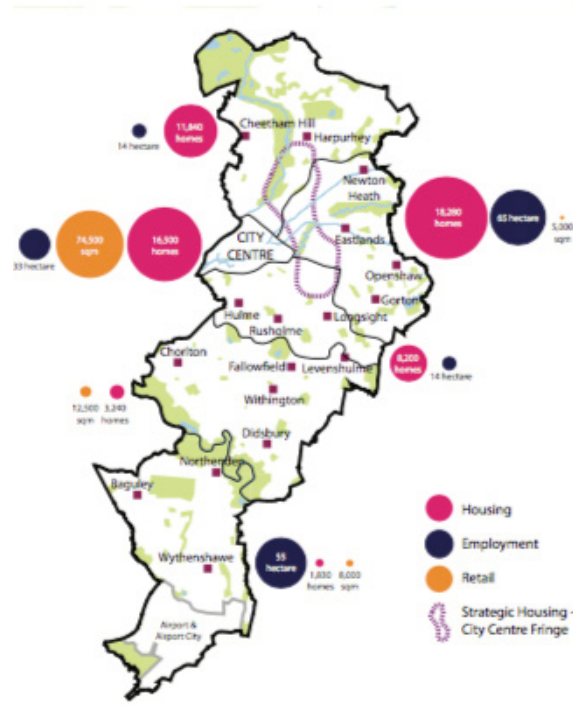 Cheetham Hill
Harpurhey
11,840
homes
14 hectare
Newton
Heath
18,280
homes
65 hectare
5,000
sqm
33 hectare
74,500
sqm
16,500
homes
CITY
CENTRE
Eastlands
Openshaw
Gorton
Hulme
Rusholme
Longsight
Chorlton
Fallowfield
Levenshulme
8,200
homes
14 hectare
12,500
sqm
3,240
homes
Withington
Didsbury
Northenden
Baguley
Wythenshawe
55
hectare
1,830
homes
8,000
sqm
Airport &
Airport City
Housing
Employment
Retail
Strategic Housing -
City Centre Fringe